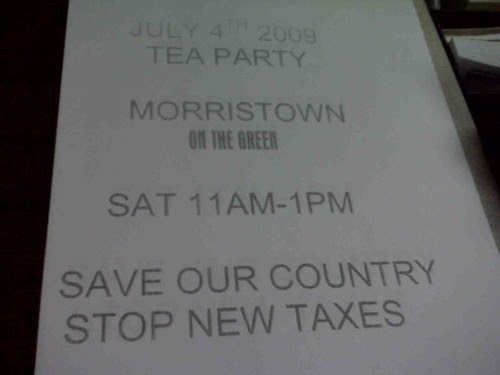 JULY 4TH 2009
TEA PARTY
MORRISTOWN
ON THE GREEN
SAT 11AM-1PM
SAVE OUR COUNTRY
STOP NEW TAXES